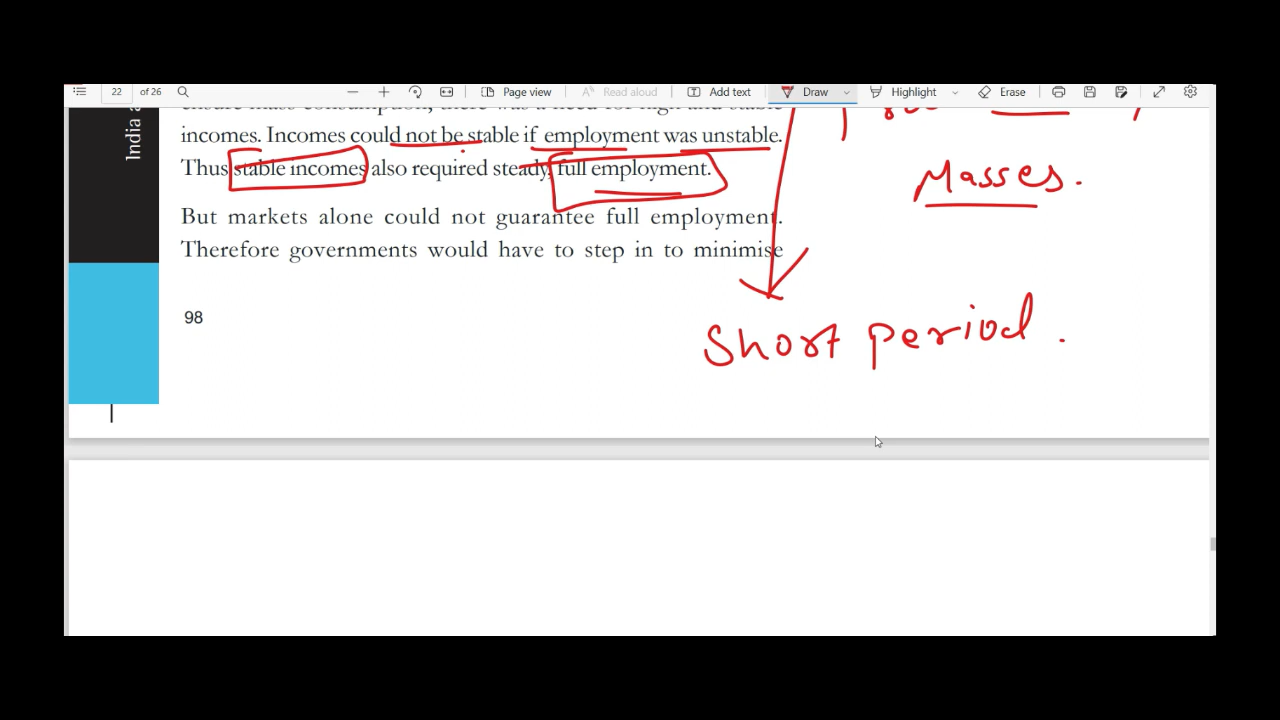 22 of 26 Page view Read aloud Add text Draw Highlight Erase
incomes. Incomes could not be stable if employment was unstable.
Thus stable incomes also required steady, full employment.
But markets alone could not guarantee full employment.
Therefore governments would have to step in to minimise
98
India
Masses.
Short period.